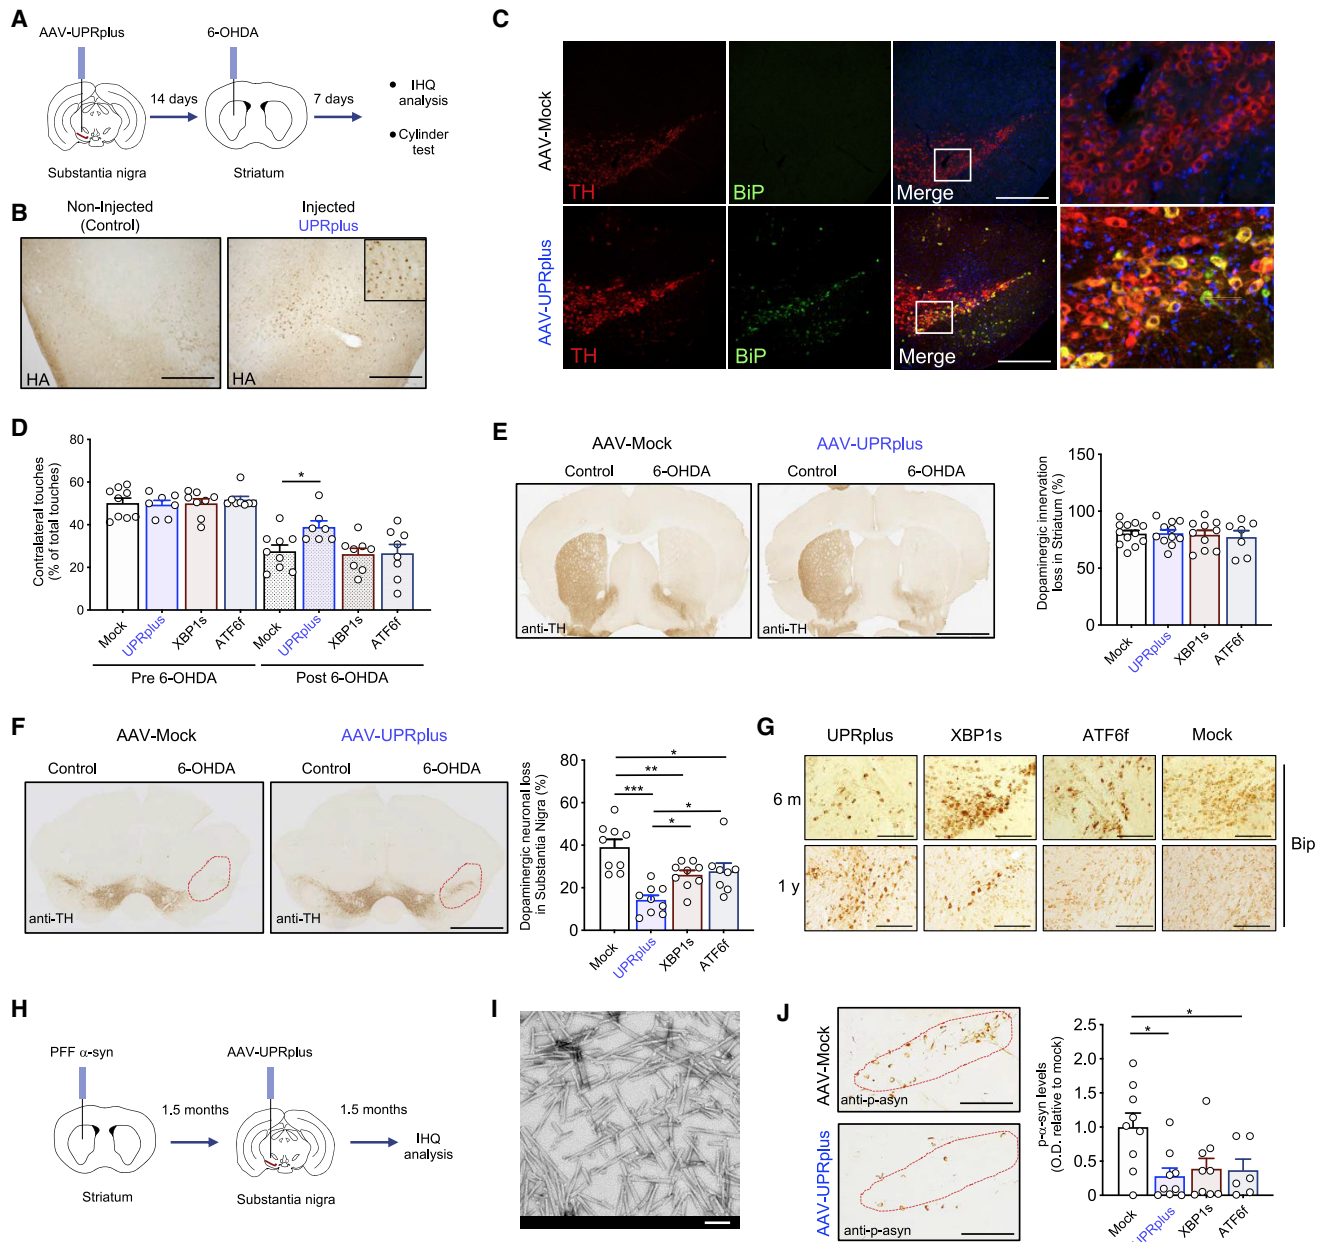 A
AAV-UPRplus
6-OHDA
14 days
7 days
IHQ
analysis
Cylinder
test
Substantia nigra
Striatum
B
Non-Injected
(Control)
Injected
UPRplus
HA
HA
C
AAV-Mock
TH
BiP
Merge
AAV-UPRplus
TH
BiP
Merge
D
Contralateral touches
(% of total touches)
80
60
40
20
0
*
Mock
UPRplus
XBP1s
ATF6f
Mock
UPRplus
XBP1s
ATF6f
Pre 6-OHDA
Post 6-OHDA
E
AAV-Mock
AAV-UPRplus
Control
6-OHDA
Control
6-OHDA
anti-TH
anti-TH
Dopaminergic innervation
loss in Striatum (%)
150
100
50
0
Mock
UPRplus
XBP1s
ATF6f
F
AAV-Mock
AAV-UPRplus
Control
6-OHDA
Control
6-OHDA
anti-TH
anti-TH
Dopaminergic neuronal loss
in Substantia Nigra (%)
80
60
40
20
0
*
**
***
*
*
Mock
UPRplus
XBP1s
ATF6f
G
UPRplus
XBP1s
ATF6f
Mock
6 m
1 y
Bip
H
PFF α-syn
AAV-UPRplus
1.5 months
1.5 months
IHQ
analysis
Striatum
Substantia nigra
I
J
AAV-Mock
anti-p-asyn
AAV-UPRplus
anti-p-asyn
p-α-syn levels
(O.D. relative to mock)
2.5
2.0
1.5
1.0
0.5
0
*
*
Mock
UPRplus
XBP1s
ATF6f